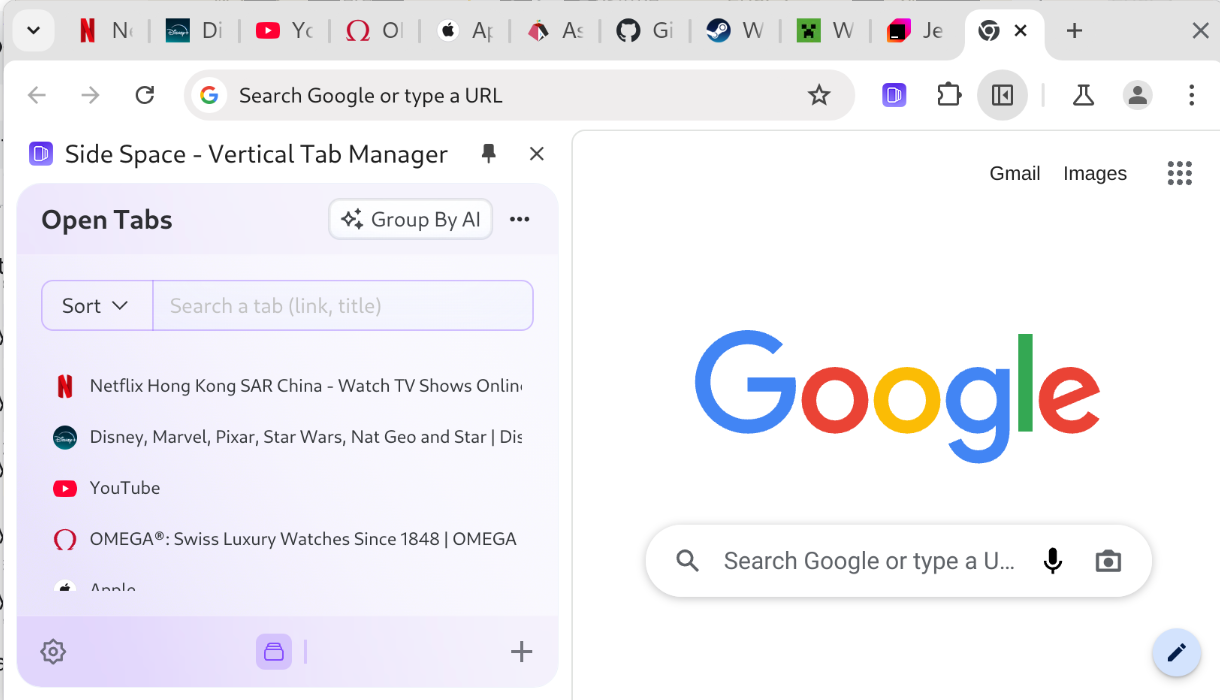 Ne Di Yo Ol Ap As Gi W W Je
Search Google or type a URL
Side Space - Vertical Tab Manager
Gmail Images
Open Tabs
Group By AI
Sort
Search a tab (link, title)
Netflix Hong Kong SAR China - Watch TV Shows Online
Disney, Marvel, Pixar, Star Wars, Nat Geo and Star | Dis
YouTube
OMEGA®: Swiss Luxury Watches Since 1848 | OMEGA
Apple
Google
Search Google or type a U...